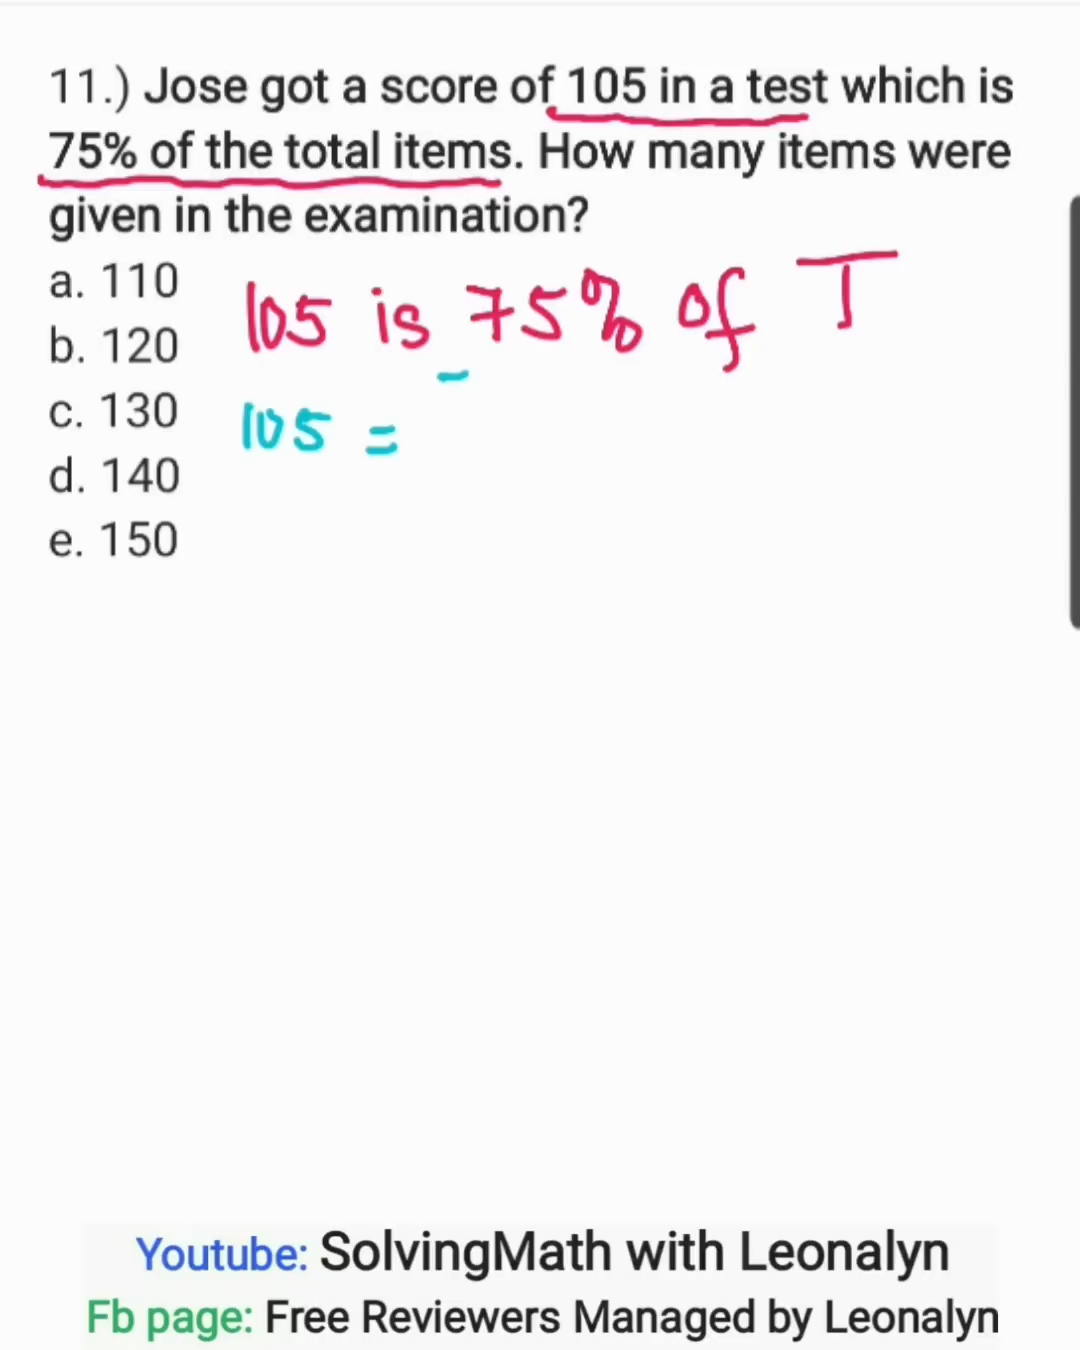 11.) Jose got a score of 105 in a test which is
75% of the total items. How many items were
given in the examination?
a. 110
b. 120
c. 130
d. 140
e. 150
105 is 75% of T
105 =
Youtube: SolvingMath with Leonalyn
Fb page: Free Reviewers Managed by Leonalyn